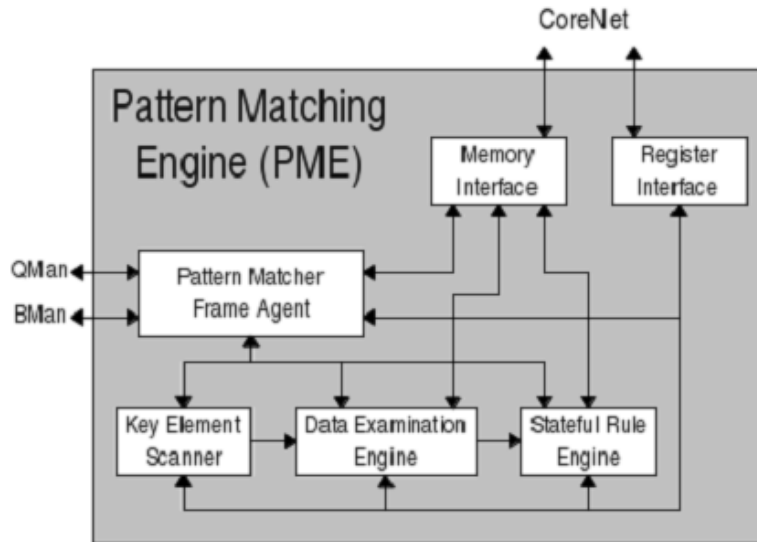 CoreNet
Pattern Matching
Engine (PME)
Memory
Interface
Register
Interface
QMan
BMan
Pattern Matcher
Frame Agent
Key Element
Scanner
Data Examination
Engine
Stateful Rule
Engine